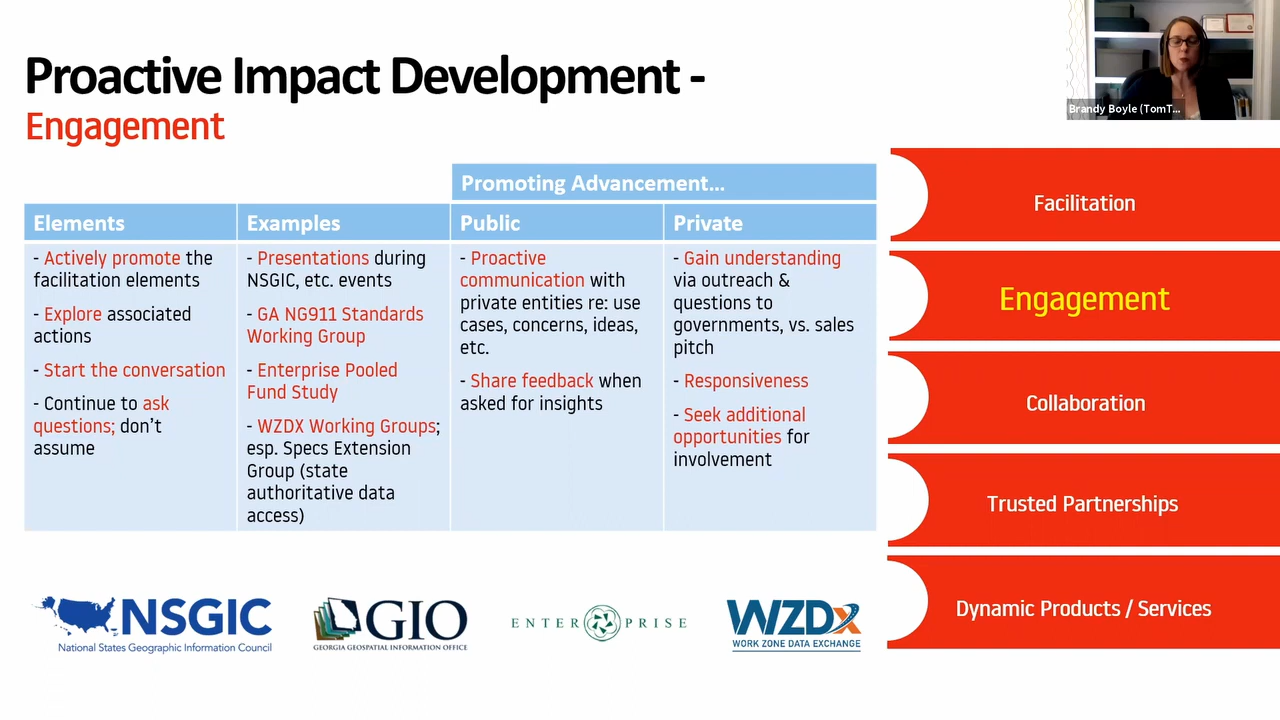 Proactive Impact Development -
Engagement
Brandy Boyle (TomT...
Promoting Advancement...
Elements
Examples
Public
Private
- Actively promote the
facilitation elements
- Explore associated
actions
- Start the conversation
- Continue to ask
questions; don't
assume
- Presentations during
NSGIC, etc. events
- GA NG911 Standards
Working Group
- Enterprise Pooled
Fund Study
- WZDX Working Groups;
esp. Specs Extension
Group (state
authoritative data
access)
- Proactive
communication with
private entities re: use
cases, concerns, ideas,
etc.
- Share feedback when
asked for insights
- Gain understanding
via outreach &
questions to
governments, vs. sales
pitch
- Responsiveness
- Seek additional
opportunities for
involvement
Facilitation
Engagement
Collaboration
Trusted Partnerships
Dynamic Products / Services
NSGIC
National States Geographic Information Council
GIO
GEORGIA GEOSPATIAL INFORMATION OFFICE
ENTERPRISE
WZDx
WORK ZONE DATA EXCHANGE